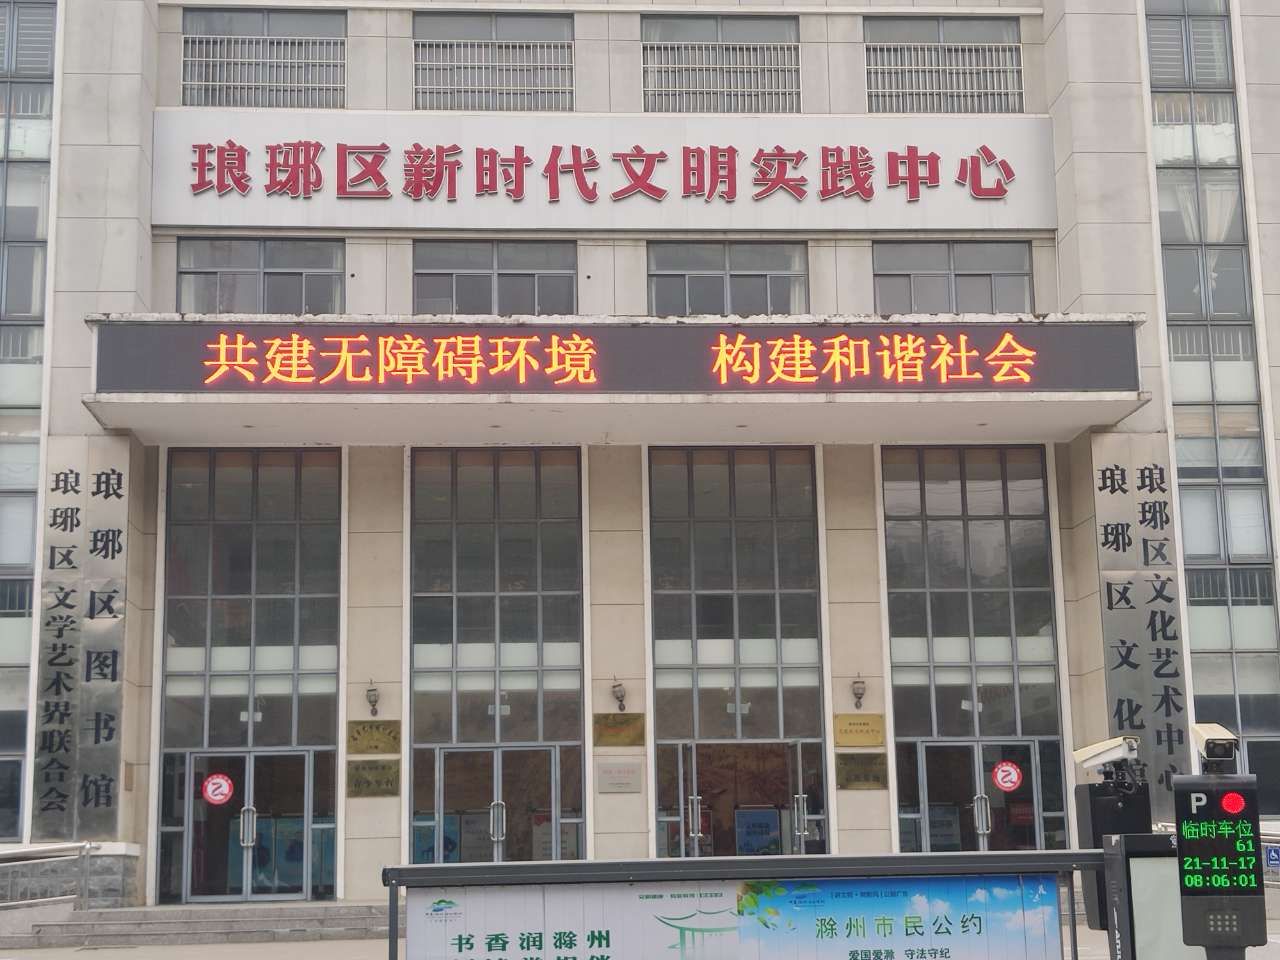 琅琊区新时代文明实践中心
共建无障碍环境 构建和谐社会
琅琊区文学艺术界联合会
琅琊区图书馆
琅琊区文化馆
琅琊区文化艺术中心
P
临时车位
61
21-11-17
08:06:01
书香润滁州
滁州市民公约
爱国爱滁 守法守纪